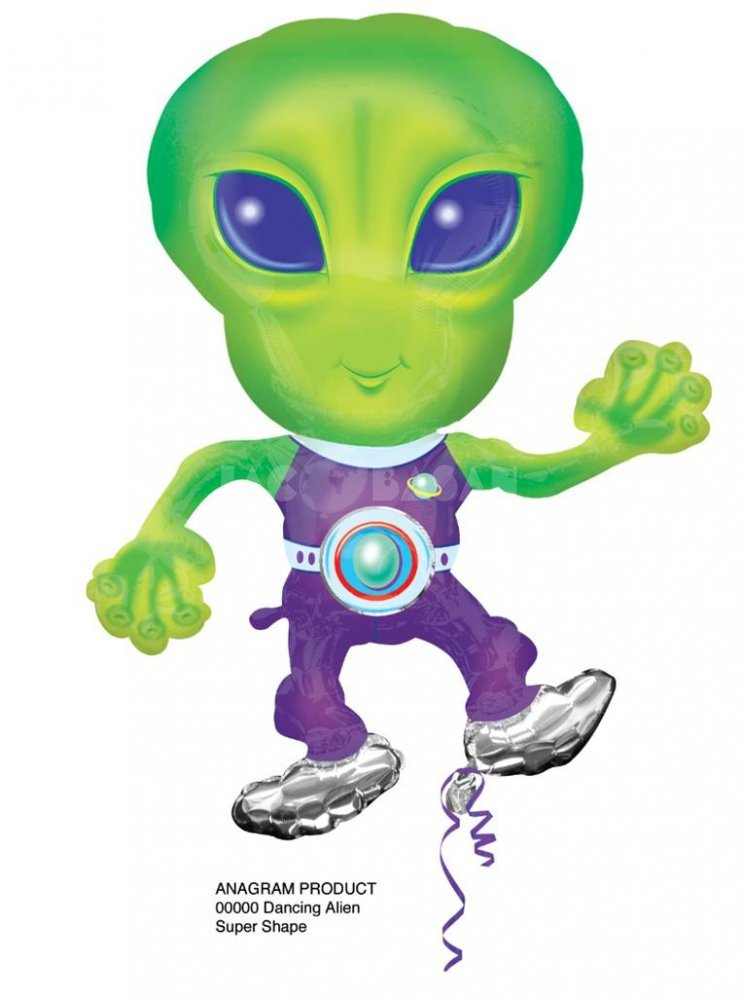 ANAGRAM PRODUCT
00000 Dancing Alien
Super Shape